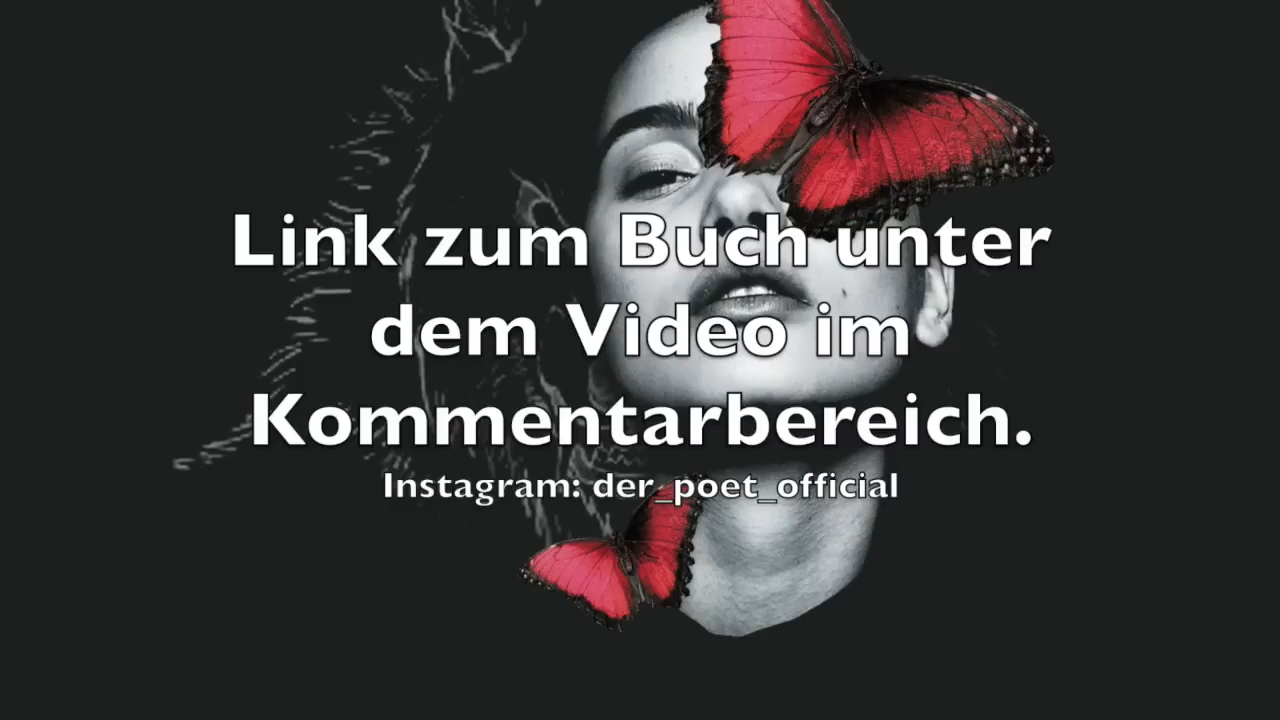 Link zum Buch unter
dem Video im
Kommentarbereich.
Instagram: der_poet_official